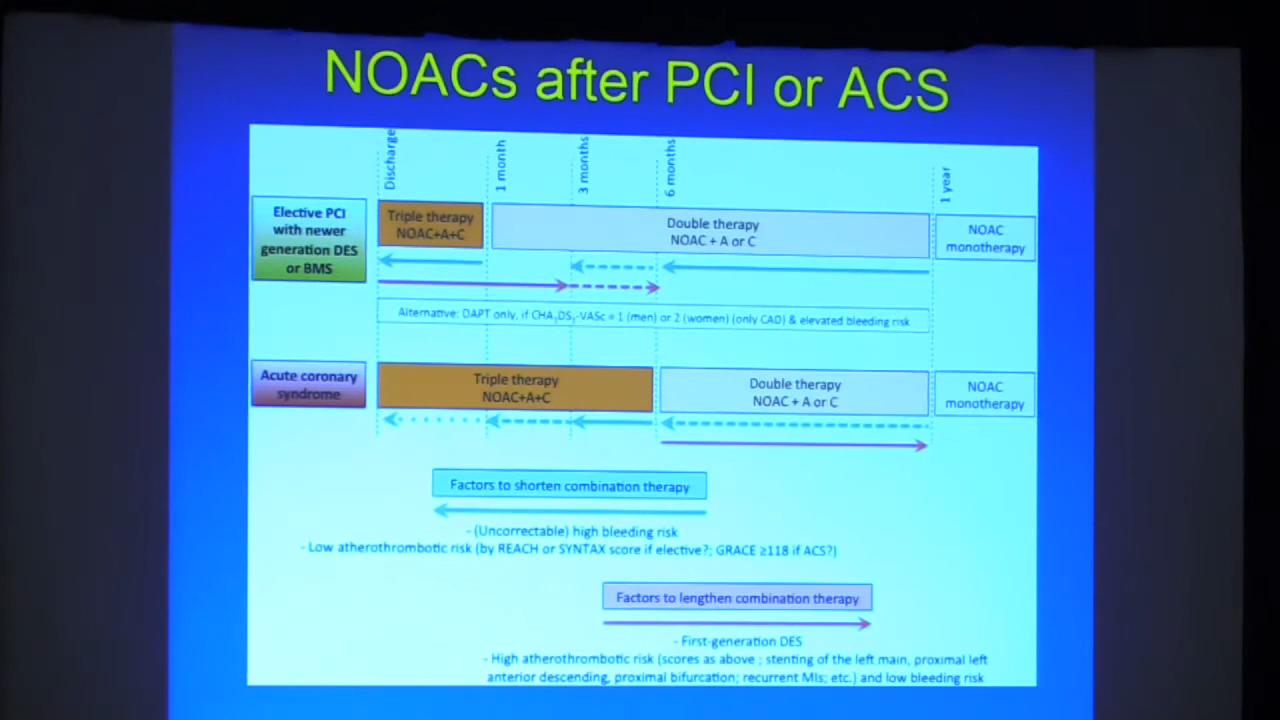 NOACs after PCI or ACS
Discharge
1 month
3 months
6 months
1 year
Elective PCI
with newer
generation DES
or BMS
Triple therapy
NOAC+A+C
Double therapy
NOAC + A or C
NOAC
monotherapy
Alternative: DAPT only, if CHA₂DS₂-VASc = 1 (men) or 2 (women) (only CAD) & elevated bleeding risk
Acute coronary
syndrome
Triple therapy
NOAC+A+C
Double therapy
NOAC + A or C
NOAC
monotherapy
Factors to shorten combination therapy
- (Uncorrectable) high bleeding risk
- Low atherothrombotic risk (by REACH or SYNTAX score if elective?; GRACE ≥118 if ACS?)
Factors to lengthen combination therapy
- First-generation DES
- High atherothrombotic risk (scores as above ; stenting of the left main, proximal left
anterior descending, proximal bifurcation; recurrent MIs; etc.) and low bleeding risk